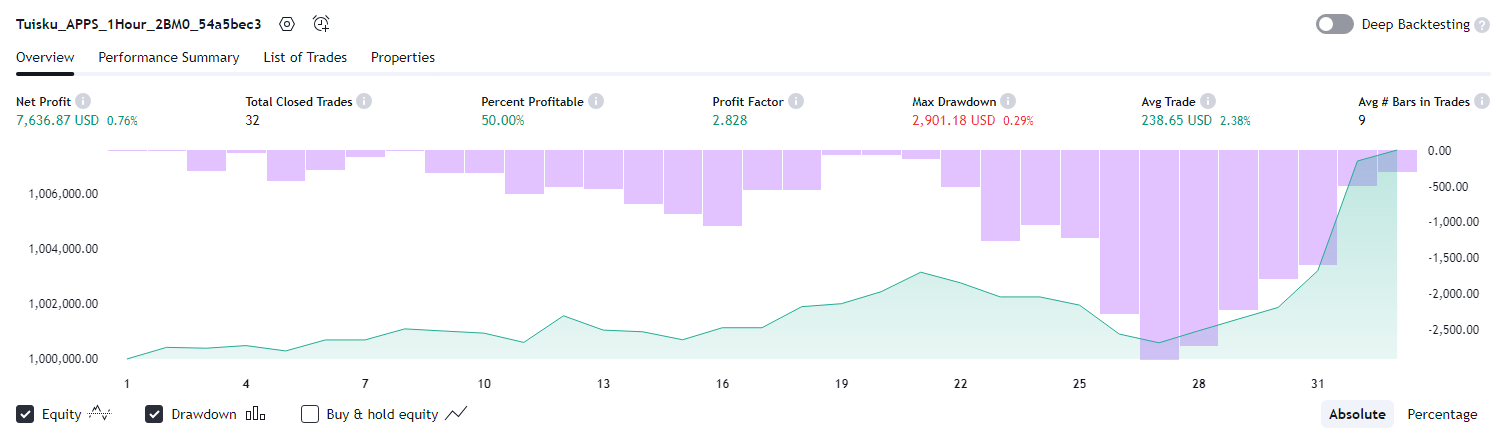 Tuisku_APPS_1Hour_2BM0_54a5bec3 Deep Backtesting ?
Overview Performance Summary List of Trades Properties
Net Profit Total Closed Trades Percent Profitable Profit Factor Max Drawdown Avg Trade Avg # Bars in Trades
7,636.87 USD 0.76% 32 50.00% 2.828 2,901.18 USD 0.29% 238.65 USD 2.38% 9
0.00
1,006,000.00 -500.00
-1,000.00
1,004,000.00 -1,500.00
1,002,000.00 -2,000.00
-2,500.00
1,000,000.00
1 4 7 10 13 16 19 22 25 28 31
Equity Drawdown Buy & hold equity Absolute Percentage